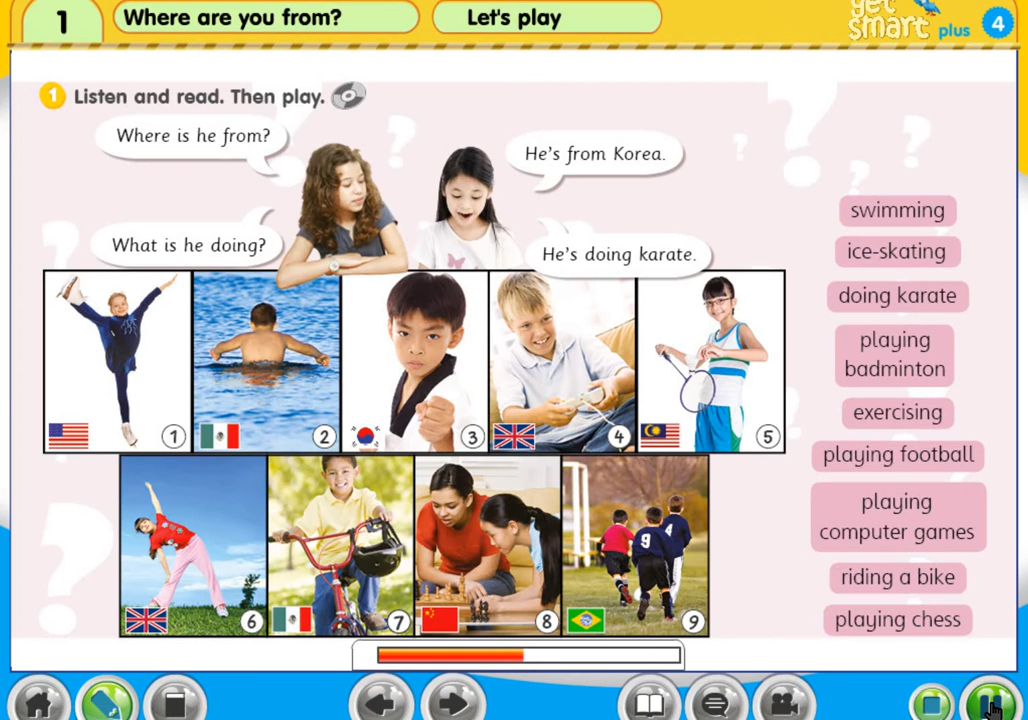 1
Where are you from?
Let's play
get
smart plus 4
1 Listen and read. Then play.
Where is he from?
He's from Korea.
What is he doing?
He's doing karate.
1
2
3
4
5
6
7
8
9
swimming
ice-skating
doing karate
playing
badminton
exercising
playing football
playing
computer games
riding a bike
playing chess
9
4